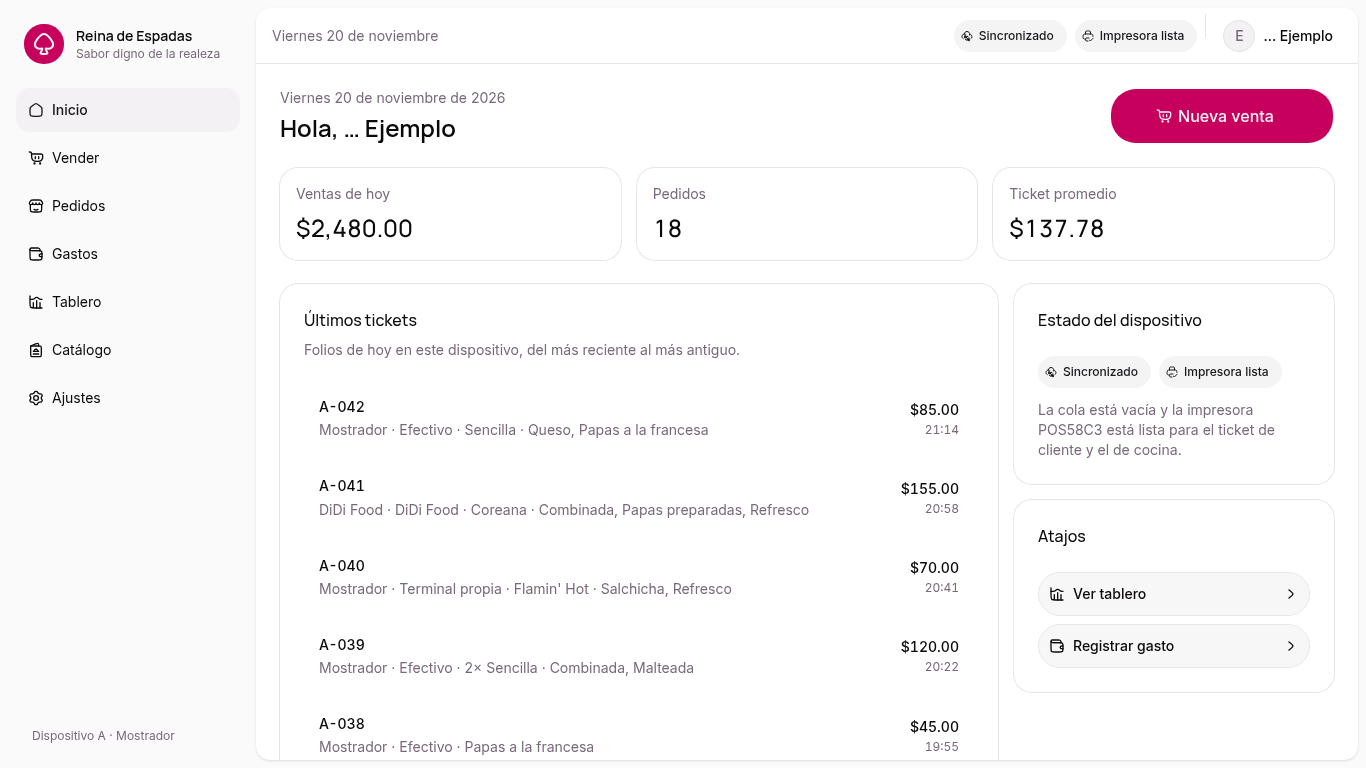 Reina de Espadas
Sabor digno de la realeza
Inicio
Vender
Pedidos
Gastos
Tablero
Catálogo
Ajustes
Dispositivo A · Mostrador
Viernes 20 de noviembre
Sincronizado
Impresora lista
E
... Ejemplo
Viernes 20 de noviembre de 2026
Hola, ... Ejemplo
Nueva venta
Ventas de hoy
$2,480.00
Pedidos
18
Ticket promedio
$137.78
Últimos tickets
Folios de hoy en este dispositivo, del más reciente al más antiguo.
A-042
$85.00
Mostrador · Efectivo · Sencilla · Queso, Papas a la francesa
21:14
A-041
$155.00
DiDi Food · DiDi Food · Coreana · Combinada, Papas preparadas, Refresco
20:58
A-040
$70.00
Mostrador · Terminal propia · Flamin' Hot · Salchicha, Refresco
20:41
A-039
$120.00
Mostrador · Efectivo · 2× Sencilla · Combinada, Malteada
20:22
A-038
$45.00
Mostrador · Efectivo · Papas a la francesa
19:55
Estado del dispositivo
Sincronizado
Impresora lista
La cola está vacía y la impresora
POS58C3 está lista para el ticket de
cliente y el de cocina.
Atajos
Ver tablero
Registrar gasto